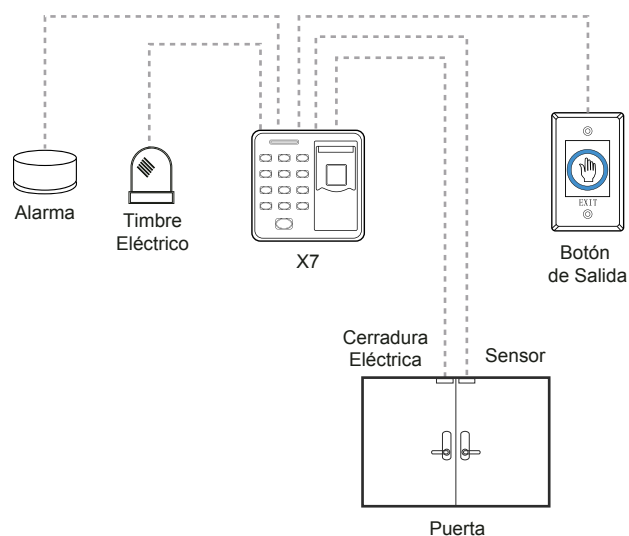 Alarma
Timbre
Eléctrico
X7
EXIT
Botón
de Salida
Cerradura
Eléctrica
Sensor
Puerta